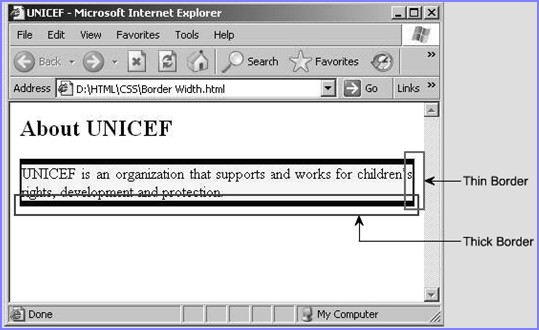 UNICEF - Microsoft Internet Explorer
File Edit View Favorites Tools Help
Back Search Favorites »
Address D:\HTML\CSS\Border Width.html Go Links »
About UNICEF
UNICEF is an organization that supports and works for children's
rights, development and protection.
Thin Border
Thick Border
Done My Computer